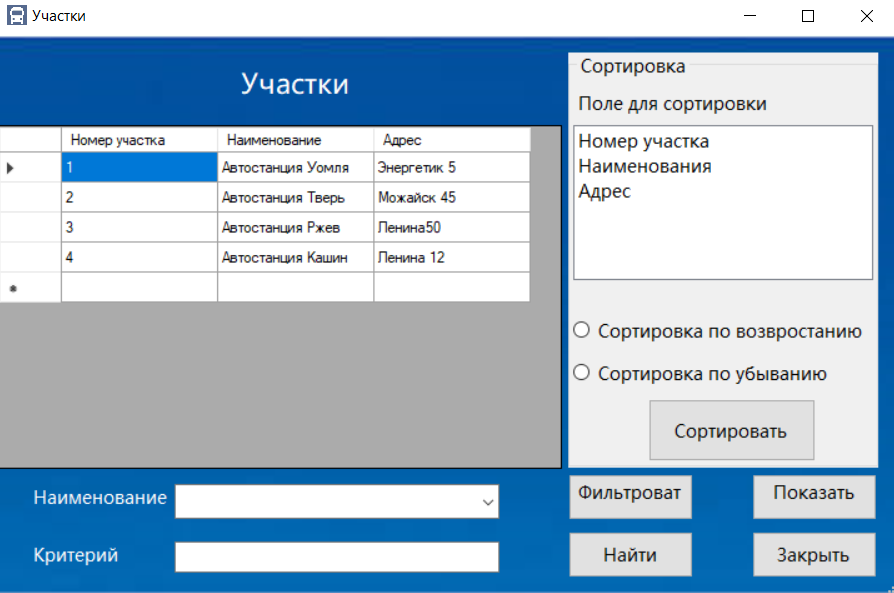 Участки
Участки
Номер участка Наименование Адрес
1 Автостанция Уомля Энергетик 5
2 Автостанция Тверь Можайск 45
3 Автостанция Ржев Ленина50
4 Автостанция Кашин Ленина 12
Сортировка
Поле для сортировки
Номер участка
Наименования
Адрес
Сортировка по возвростанию
Сортировка по убыванию
Сортировать
Наименование
Фильтроват
Показать
Критерий
Найти
Закрыть